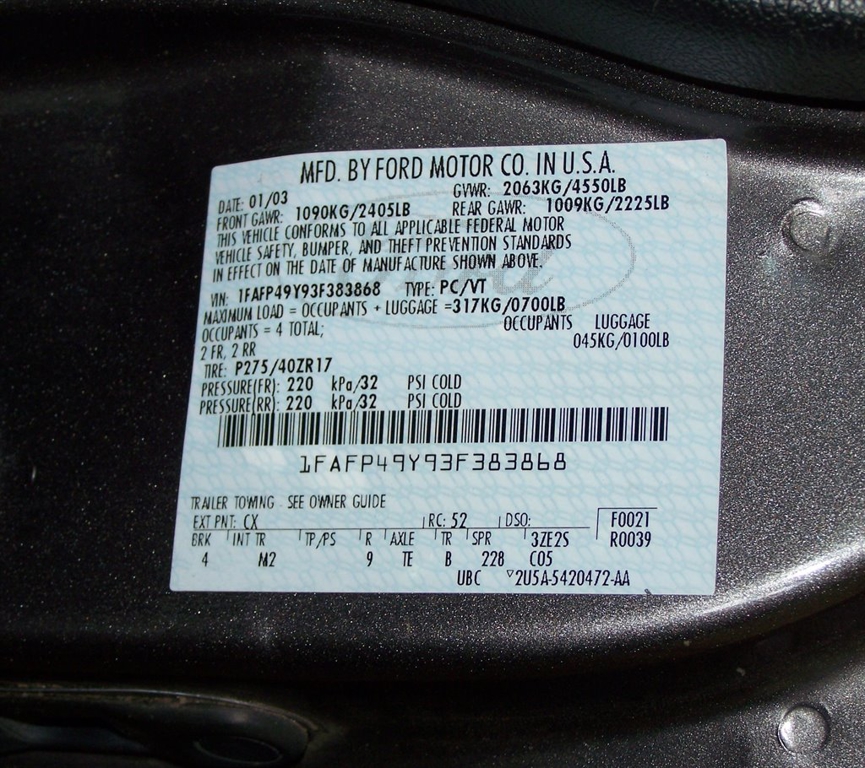 MFD. BY FORD MOTOR CO. IN U.S.A.
DATE: 01/03 GVWR: 2063KG/4550LB
FRONT GAWR: 1090KG/2405LB REAR GAWR: 1009KG/2225LB
THIS VEHICLE CONFORMS TO ALL APPLICABLE FEDERAL MOTOR
VEHICLE SAFETY, BUMPER, AND THEFT PREVENTION STANDARDS
IN EFFECT ON THE DATE OF MANUFACTURE SHOWN ABOVE.
VIN: 1FAFP49Y93F383868 TYPE: PC/VT
MAXIMUM LOAD = OCCUPANTS + LUGGAGE =317KG/0700LB
OCCUPANTS = 4 TOTAL; OCCUPANTS LUGGAGE
2 FR, 2 RR 045KG/0100LB
TIRE: P275/40ZR17
PRESSURE(FR): 220 kPa/32 PSI COLD
PRESSURE(RR): 220 kPa/32 PSI COLD
1FAFP49Y93F383868
TRAILER TOWING - SEE OWNER GUIDE
EXT PNT: CX RC: 52 DSO: F0021
BRK INT TR TP/PS R AXLE TR SPR 3ZE2S R0039
4 M2 9 TE B 228 C05
UBC ▽2U5A-5420472-AA